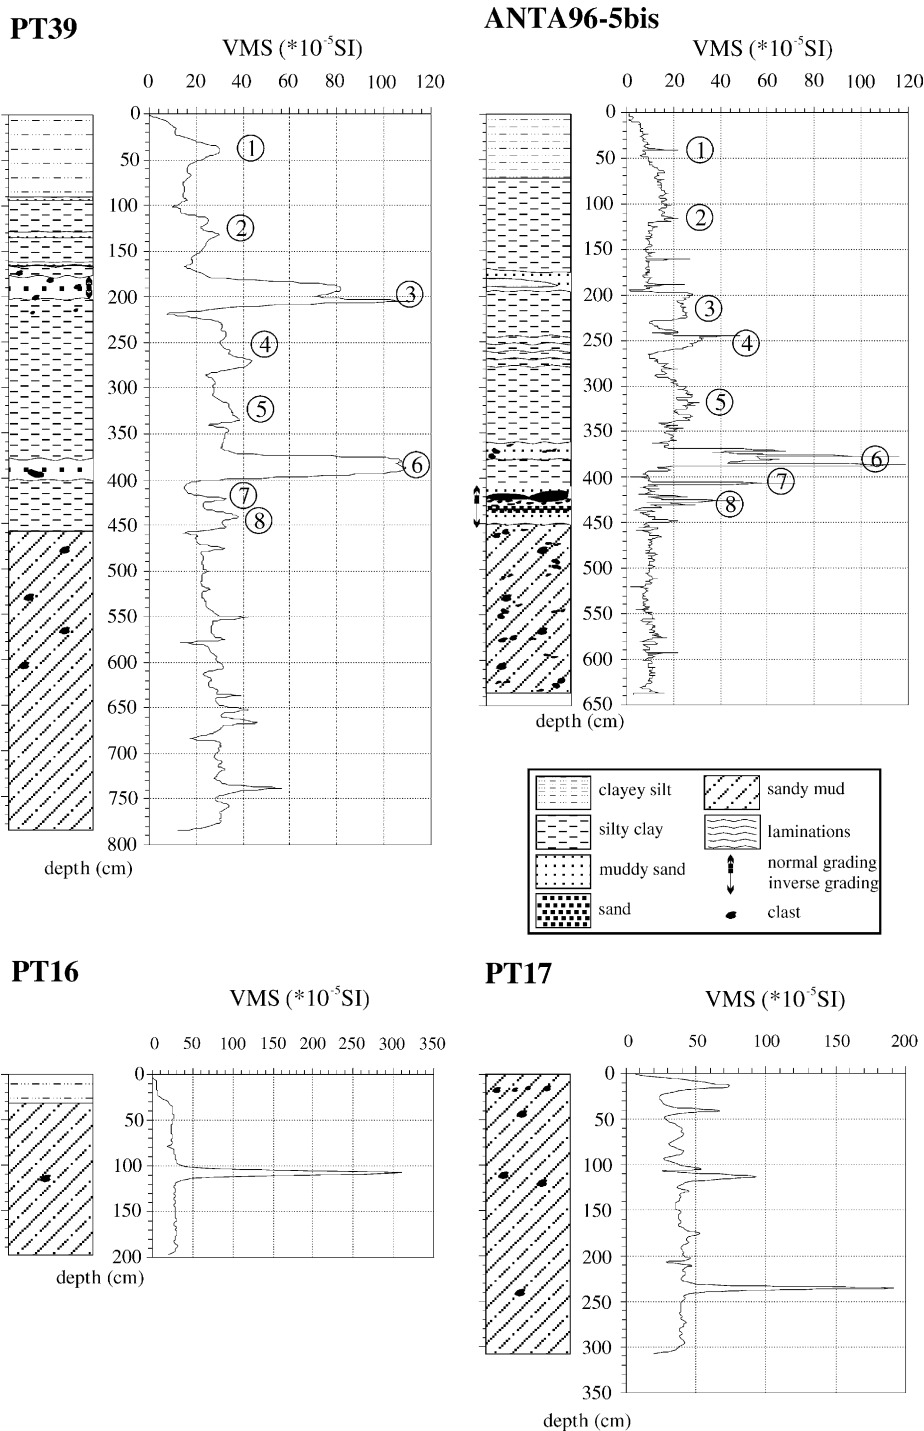 PT39
VMS (*10⁻⁵SI)
0 20 40 60 80 100 120
0
50
100
150
200
250
300
350
400
450
500
550
600
650
700
750
800
1
2
3
4
5
6
7
8
depth (cm)
ANTA96-5bis
VMS (*10⁻⁵SI)
0 20 40 60 80 100 120
0
50
100
150
200
250
300
350
400
450
500
550
600
650
1
2
3
4
5
6
7
8
depth (cm)
clayey silt
silty clay
muddy sand
sand
sandy mud
laminations
normal grading
inverse grading
clast
PT16
VMS (*10⁻⁵SI)
0 50 100 150 200 250 300 350
0
50
100
150
200
depth (cm)
PT17
VMS (*10⁻⁵SI)
0 50 100 150 200
0
50
100
150
200
250
300
350
depth (cm)